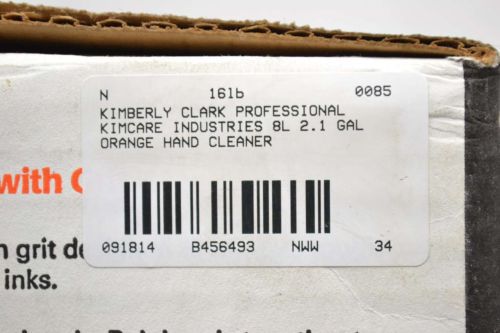 N 16lb 0085
KIMBERLY CLARK PROFESSIONAL
KIMCARE INDUSTRIES 8L 2.1 GAL
ORANGE HAND CLEANER
091814 B456493 NWW 34
with
grit
inks.